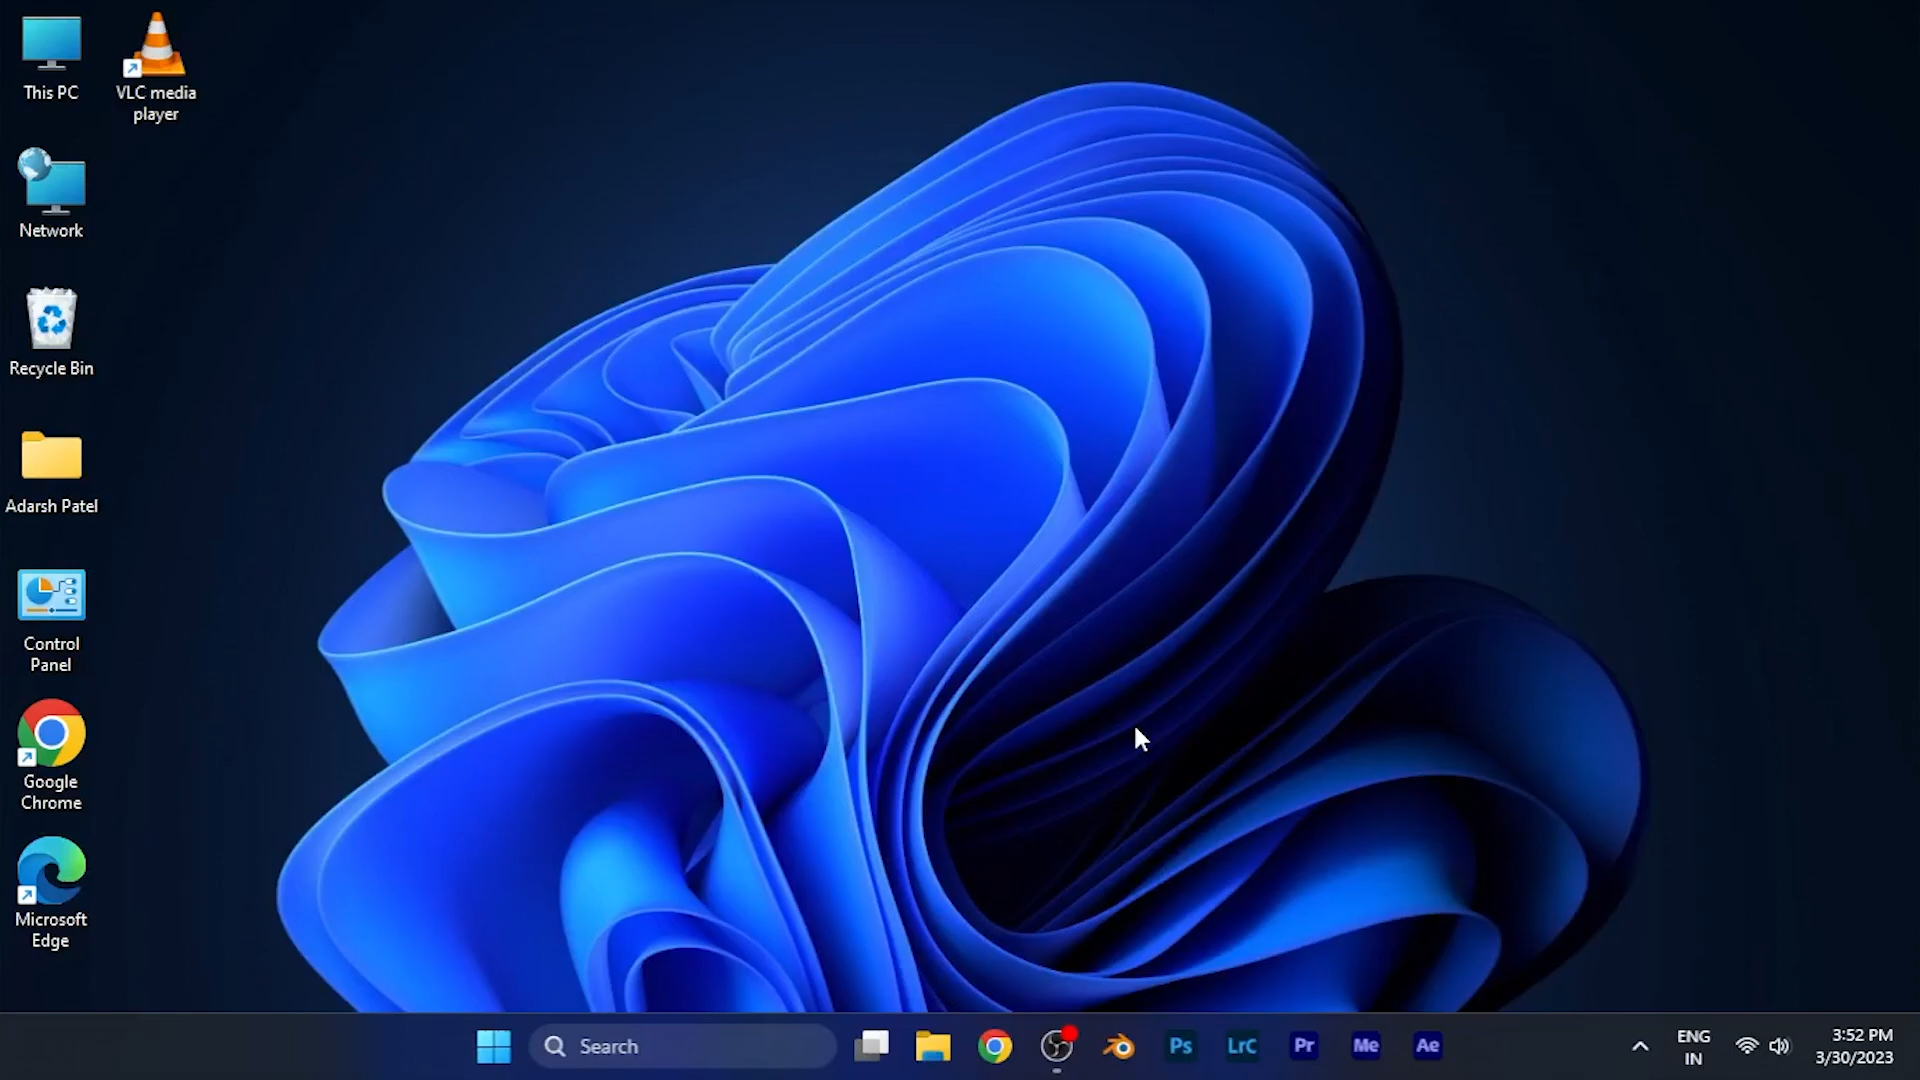 This PC
VLC media
player
Network
Recycle Bin
Adarsh Patel
Control
Panel
Google
Chrome
Microsoft
Edge
Search
Ps
LrC
Pr
Me
Ae
ENG
IN
3:52 PM
3/30/2023